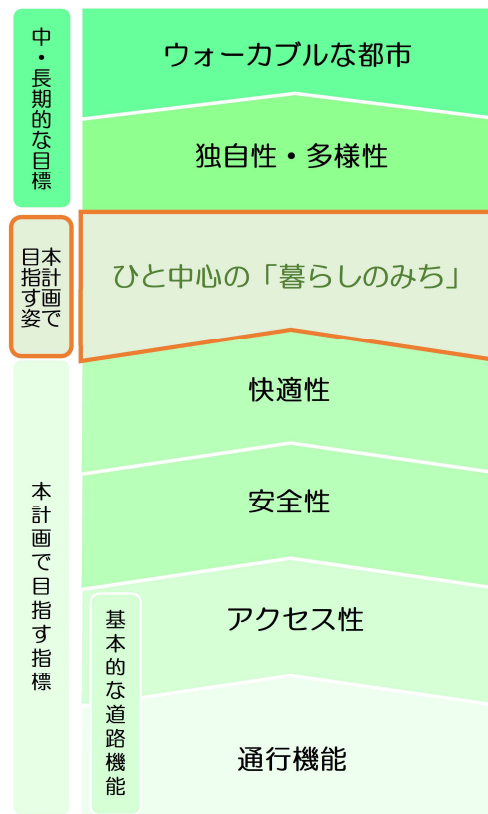 中・長期的な目標
ウォーカブルな都市
独自性・多様性
本計画で
目指す姿
ひと中心の「暮らしのみち」
本計画で目指す指標
快適性
安全性
基本的な道路機能
アクセス性
通行機能